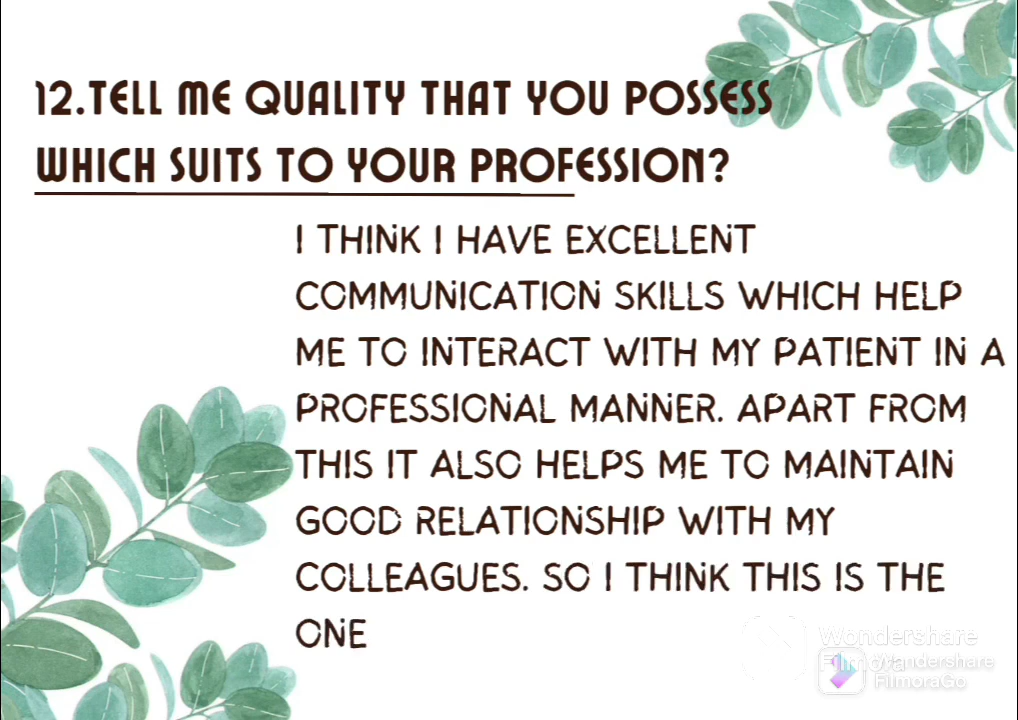 12.TELL ME QUALITY THAT YOU POSSESS
WHICH SUITS TO YOUR PROFESSION?
I THINK I HAVE EXCELLENT
COMMUNICATION SKILLS WHICH HELP
ME TO INTERACT WITH MY PATIENT IN A
PROFESSIONAL MANNER. APART FROM
THIS IT ALSO HELPS ME TO MAINTAIN
GOOD RELATIONSHIP WITH MY
COLLEAGUES. SO I THINK THIS IS THE
ONE
Wondershare
Filmora
Wondershare
FilmoraGo